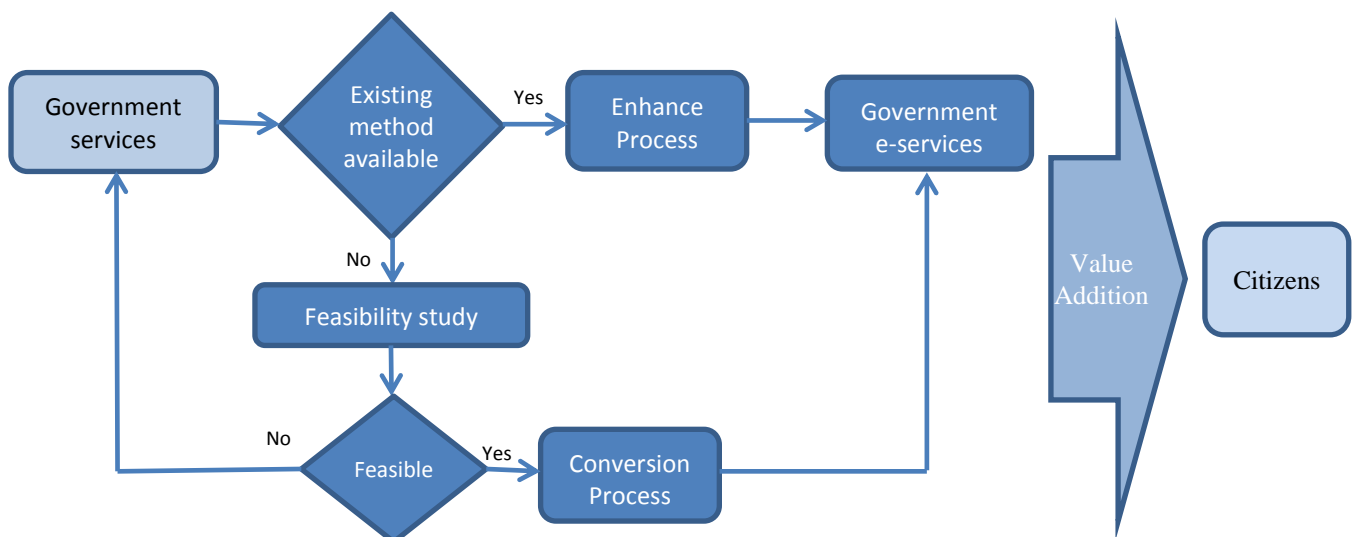 Government
services
Existing
method
available
Yes
Enhance
Process
Government
e-services
No
Feasibility study
No
Feasible
Yes
Conversion
Process
Value
Addition
Citizens